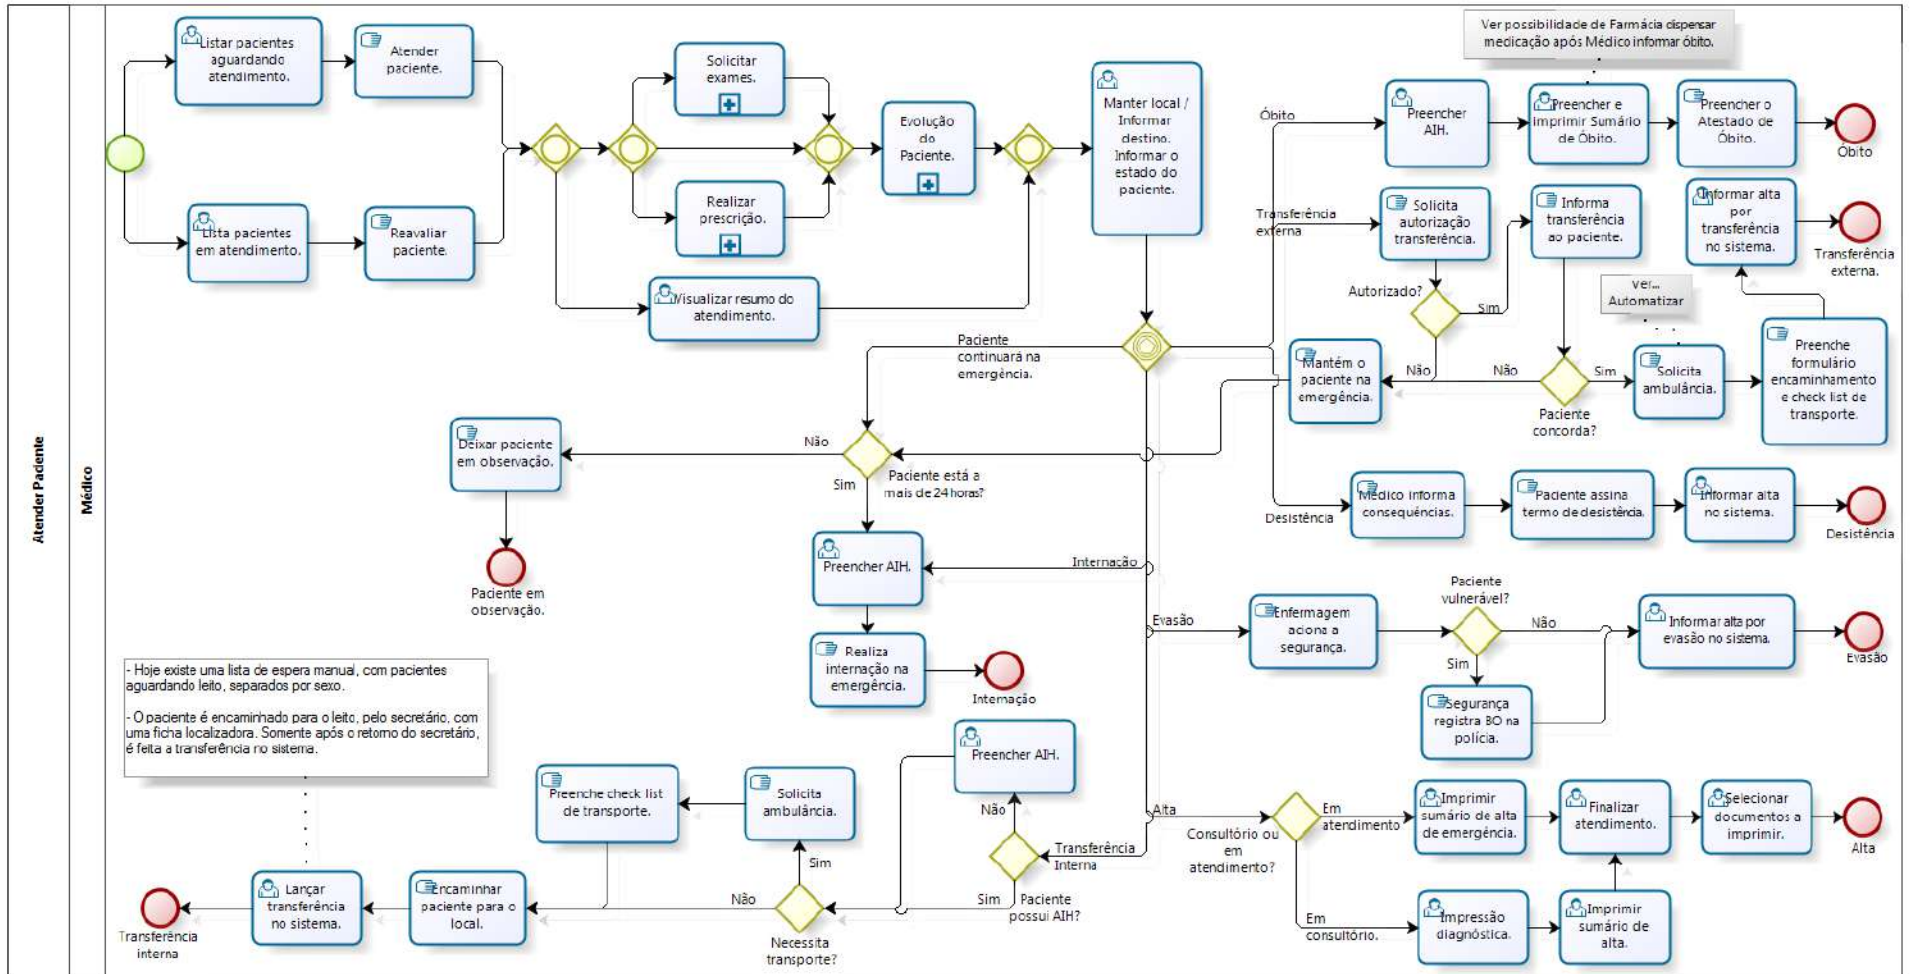 Atender Paciente
Médico
Listar pacientes
aguardando
atendimento.
Atender
paciente.
Lista pacientes
em atendimento.
Reavaliar
paciente.
Solicitar
exames.
Realizar
prescrição.
Visualizar resumo do
atendimento.
Evolução
do
Paciente.
Manter local /
Informar
destino.
Informar o
estado do
paciente.
Ver possibilidade de Farmácia dispensar
medicação após Médico informar óbito.
Óbito
Preencher
AIH.
Preencher e
imprimir Sumário
de Óbito.
Preencher o
Atestado de
Óbito.
Óbito
Transferência
externa
Solicita
autorização
transferência.
Informa
transferência
ao paciente.
Informar alta
por
transferência
no sistema.
Transferência
externa.
Autorizado?
Sim
Ver...
Automatizar
Não
Mantém o
paciente na
emergência.
Não
Sim
Paciente
concorda?
Solicita
ambulância.
Preenche
formulário
encaminhamento
e check list de
transporte.
Paciente
continuará na
emergência.
Deixar paciente
em observação.
Não
Sim
Paciente está a
mais de 24 horas?
Paciente em
observação.
Desistência
Médico informa
consequências.
Paciente assina
termo de desistência.
Informar alta
no sistema.
Desistência
Preencher AIH.
Internação
Realiza
internação na
emergência.
Internação
Evasão
Enfermagem
aciona a
segurança.
Paciente
vulnerável?
Não
Sim
Segurança
registra BO na
polícia.
Informar alta por
evasão no sistema.
Evasão
- Hoje existe uma lista de espera manual, com pacientes
aguardando leito, separados por sexo.
- O paciente é encaminhado para o leito, pelo secretário, com
uma ficha localizadora. Somente após o retorno do secretário,
é feita a transferência no sistema.
Preencher AIH.
Não
Transferência
Interna
Sim
Paciente
possui AIH?
Preenche check list
de transporte.
Solicita
ambulância.
Sim
Não
Necessita
transporte?
Encaminhar
paciente para o
local.
Lançar
transferência
no sistema.
Transferência
interna
Alta
Consultório ou
em
atendimento?
Em
atendimento
Imprimir
sumário de alta
de emergência.
Finalizar
atendimento.
Selecionar
documentos a
imprimir.
Alta
Em
consultório.
Impressão
diagnóstica.
Imprimir
sumário de
alta.